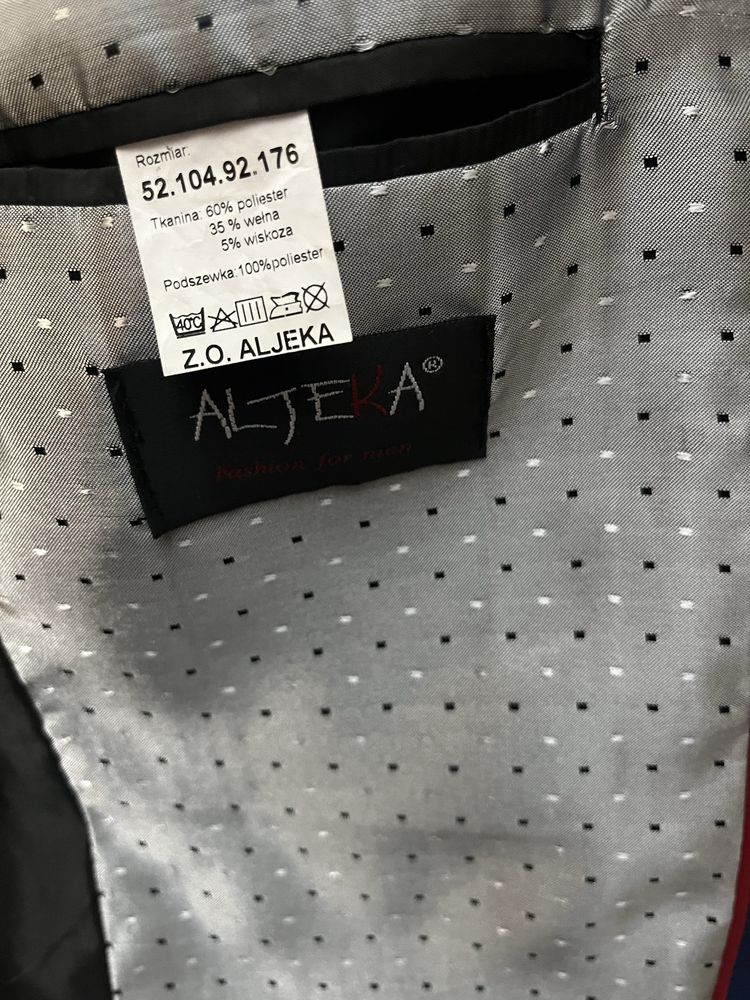 Rozmiar:
52.104.92.176
Tkanina: 60% poliester
35 % wełna
5% wiskoza
Podszewka:100%poliester
40°C
Z.O. ALJEKA
ALJEKA®
Fashion for men